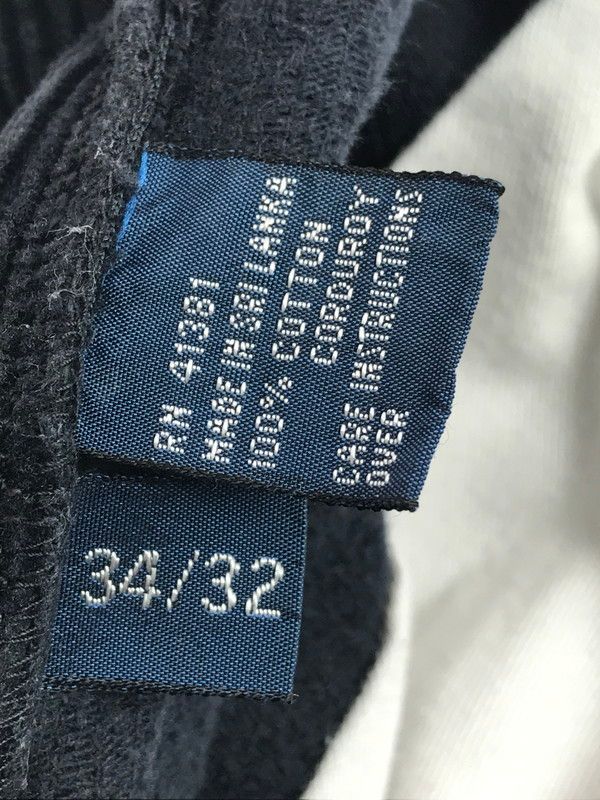 RN 41381
MADE IN SRI LANKA
100% COTTON
CORDUROY
CARE INSTRUCTIONS
OVER
34/32